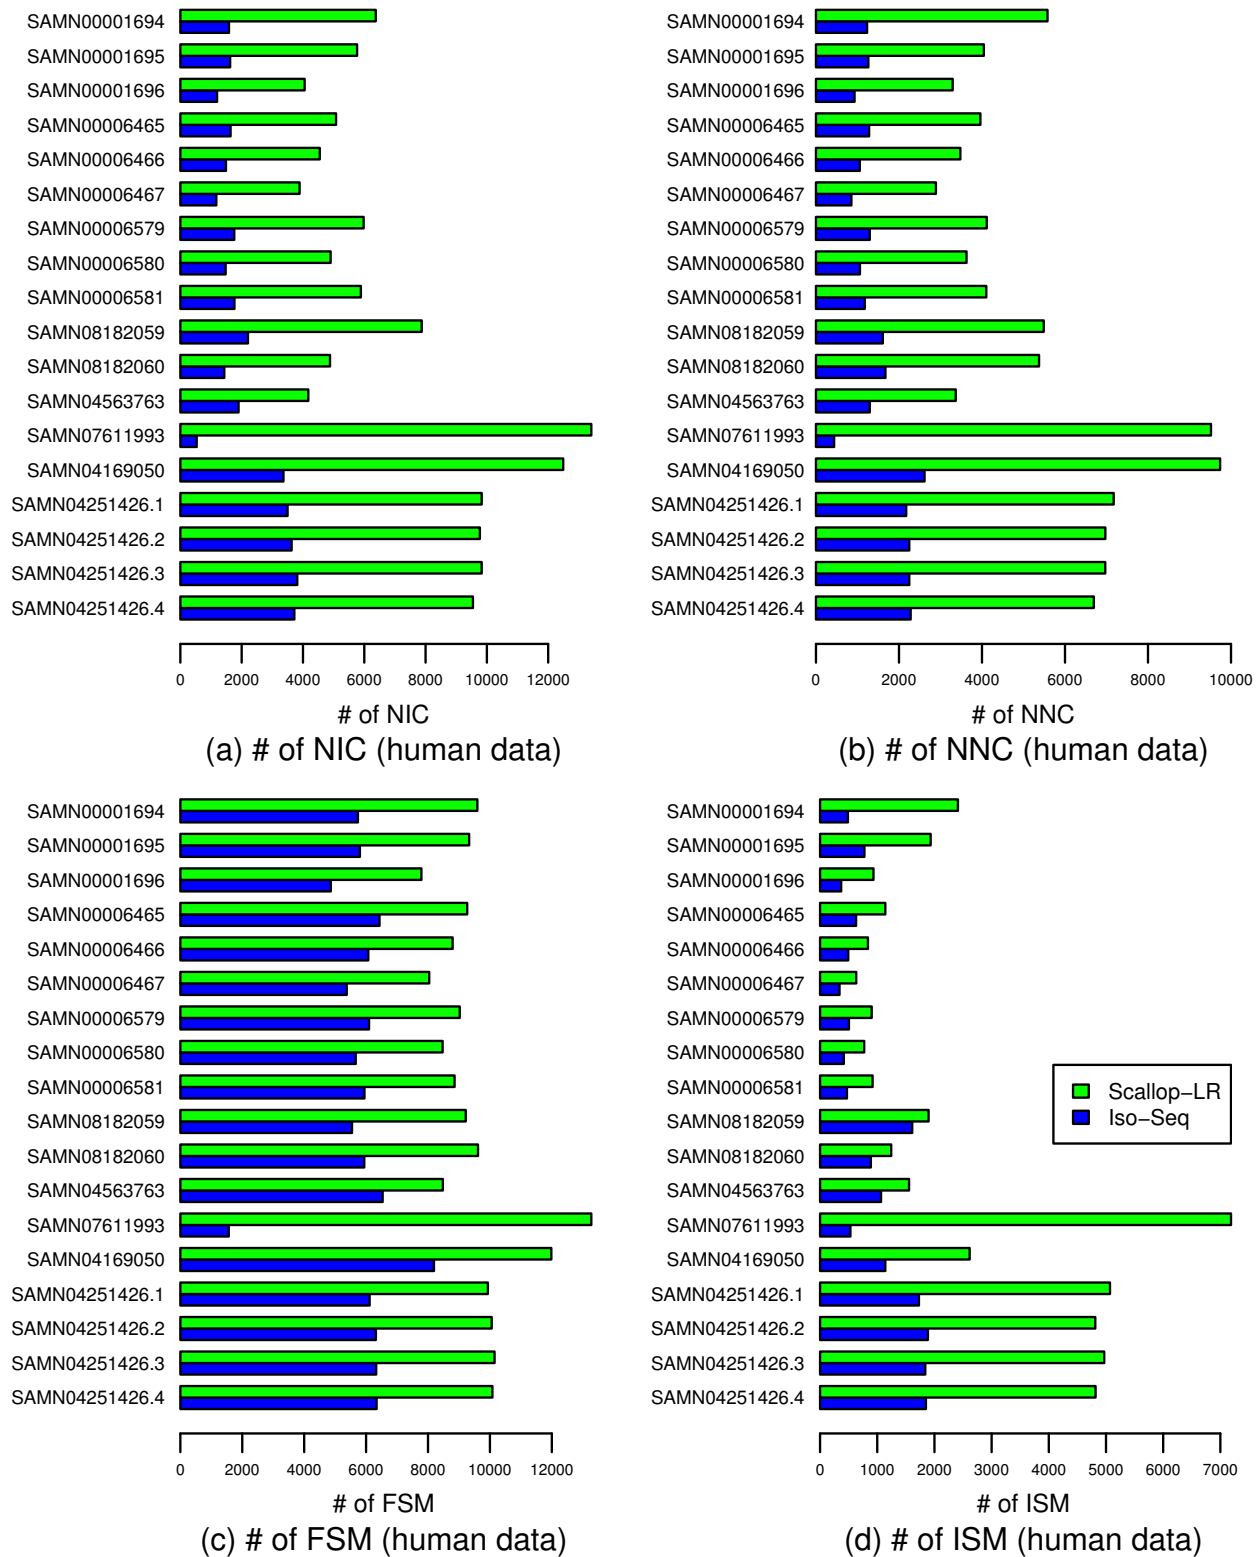 SAMN00001694
SAMN00001695
SAMN00001696
SAMN00006465
SAMN00006466
SAMN00006467
SAMN00006579
SAMN00006580
SAMN00006581
SAMN08182059
SAMN08182060
SAMN04563763
SAMN07611993
SAMN04169050
SAMN04251426.1
SAMN04251426.2
SAMN04251426.3
SAMN04251426.4
0 2000 4000 6000 8000 10000 12000
# of NIC
(a) # of NIC (human data)
SAMN00001694
SAMN00001695
SAMN00001696
SAMN00006465
SAMN00006466
SAMN00006467
SAMN00006579
SAMN00006580
SAMN00006581
SAMN08182059
SAMN08182060
SAMN04563763
SAMN07611993
SAMN04169050
SAMN04251426.1
SAMN04251426.2
SAMN04251426.3
SAMN04251426.4
0 2000 4000 6000 8000 10000
# of NNC
(b) # of NNC (human data)
SAMN00001694
SAMN00001695
SAMN00001696
SAMN00006465
SAMN00006466
SAMN00006467
SAMN00006579
SAMN00006580
SAMN00006581
SAMN08182059
SAMN08182060
SAMN04563763
SAMN07611993
SAMN04169050
SAMN04251426.1
SAMN04251426.2
SAMN04251426.3
SAMN04251426.4
0 2000 4000 6000 8000 10000 12000
# of FSM
(c) # of FSM (human data)
SAMN00001694
SAMN00001695
SAMN00001696
SAMN00006465
SAMN00006466
SAMN00006467
SAMN00006579
SAMN00006580
SAMN00006581
SAMN08182059
SAMN08182060
SAMN04563763
SAMN07611993
SAMN04169050
SAMN04251426.1
SAMN04251426.2
SAMN04251426.3
SAMN04251426.4
Scallop−LR
Iso−Seq
0 1000 2000 3000 4000 5000 6000 7000
# of ISM
(d) # of ISM (human data)